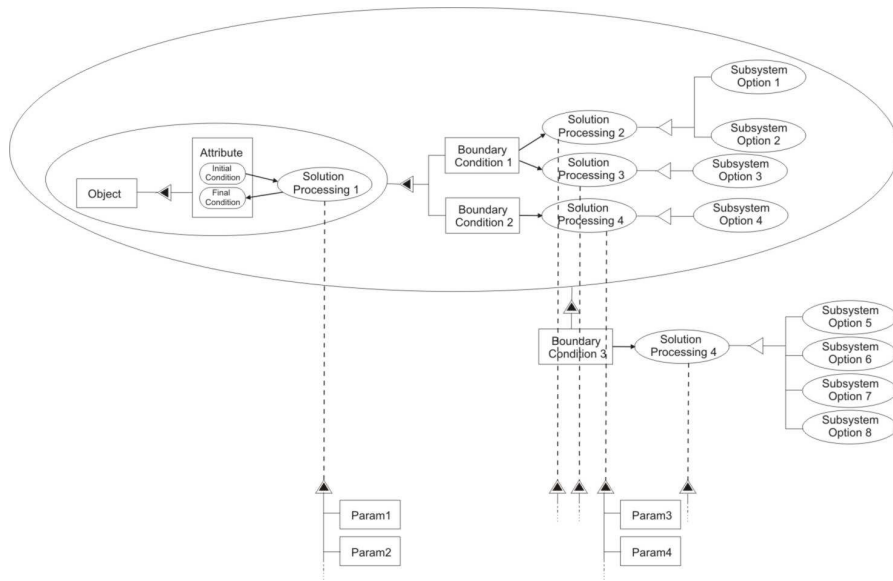 Subsystem
Option 1
Solution
Processing 2
Subsystem
Option 2
Boundary
Condition 1
Attribute
Initial
Condition
Final
Condition
Solution
Processing 1
Object
Solution
Processing 3
Subsystem
Option 3
Boundary
Condition 2
Solution
Processing 4
Subsystem
Option 4
Boundary
Condition 3
Solution
Processing 4
Subsystem
Option 5
Subsystem
Option 6
Subsystem
Option 7
Subsystem
Option 8
Param1
Param2
Param3
Param4